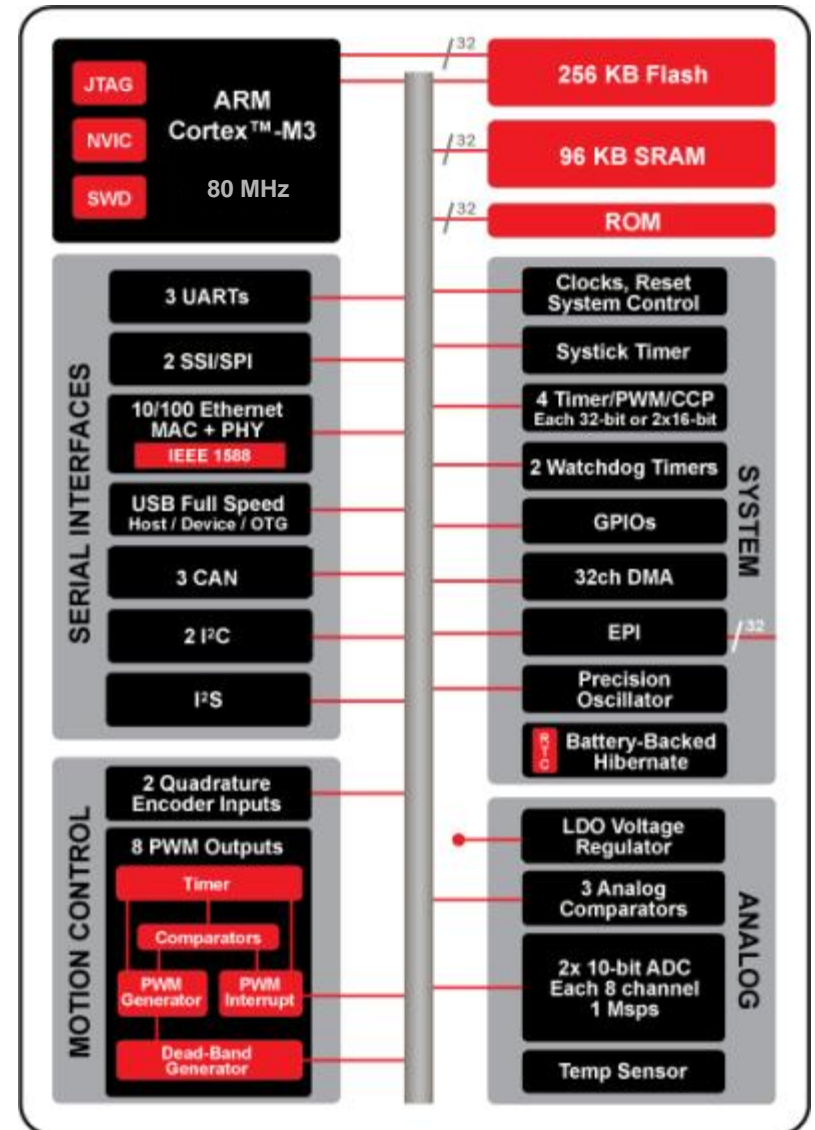 JTAG
NVIC
SWD
ARM
Cortex™-M3
80 MHz
32
256 KB Flash
32
96 KB SRAM
32
ROM
SERIAL INTERFACES
3 UARTs
2 SSI/SPI
10/100 Ethernet
MAC + PHY
IEEE 1588
USB Full Speed
Host / Device / OTG
3 CAN
2 I²C
I²S
SYSTEM
Clocks, Reset
System Control
Systick Timer
4 Timer/PWM/CCP
Each 32-bit or 2x16-bit
2 Watchdog Timers
GPIOs
32ch DMA
EPI
32
Precision
Oscillator
RTC
Battery-Backed
Hibernate
MOTION CONTROL
2 Quadrature
Encoder Inputs
8 PWM Outputs
Timer
Comparators
PWM
Generator
PWM
Interrupt
Dead-Band
Generator
ANALOG
LDO Voltage
Regulator
3 Analog
Comparators
2x 10-bit ADC
Each 8 channel
1 Msps
Temp Sensor